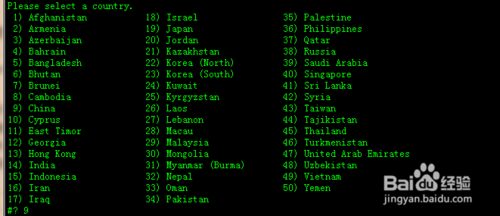 Please select a country.
1) Afghanistan 18) Israel 35) Palestine
2) Armenia 19) Japan 36) Philippines
3) Azerbaijan 20) Jordan 37) Qatar
4) Bahrain 21) Kazakhstan 38) Russia
5) Bangladesh 22) Korea (North) 39) Saudi Arabia
6) Bhutan 23) Korea (South) 40) Singapore
7) Brunei 24) Kuwait 41) Sri Lanka
8) Cambodia 25) Kyrgyzstan 42) Syria
9) China 26) Laos 43) Taiwan
10) Cyprus 27) Lebanon 44) Tajikistan
11) East Timor 28) Macau 45) Thailand
12) Georgia 29) Malaysia 46) Turkmenistan
13) Hong Kong 30) Mongolia 47) United Arab Emirates
14) India 31) Myanmar (Burma) 48) Uzbekistan
15) Indonesia 32) Nepal 49) Vietnam
16) Iran 33) Oman 50) Yemen
17) Iraq 34) Pakistan
#? 9
Baidu 经验
jingyan.baidu.com